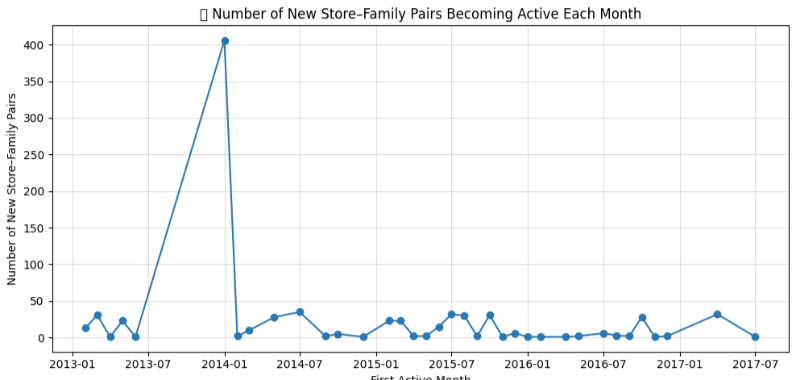 Number of New Store–Family Pairs Becoming Active Each Month
Number of New Store–Family Pairs
400
350
300
250
200
150
100
50
0
2013-01 2013-07 2014-01 2014-07 2015-01 2015-07 2016-01 2016-07 2017-01 2017-07
First Active Month